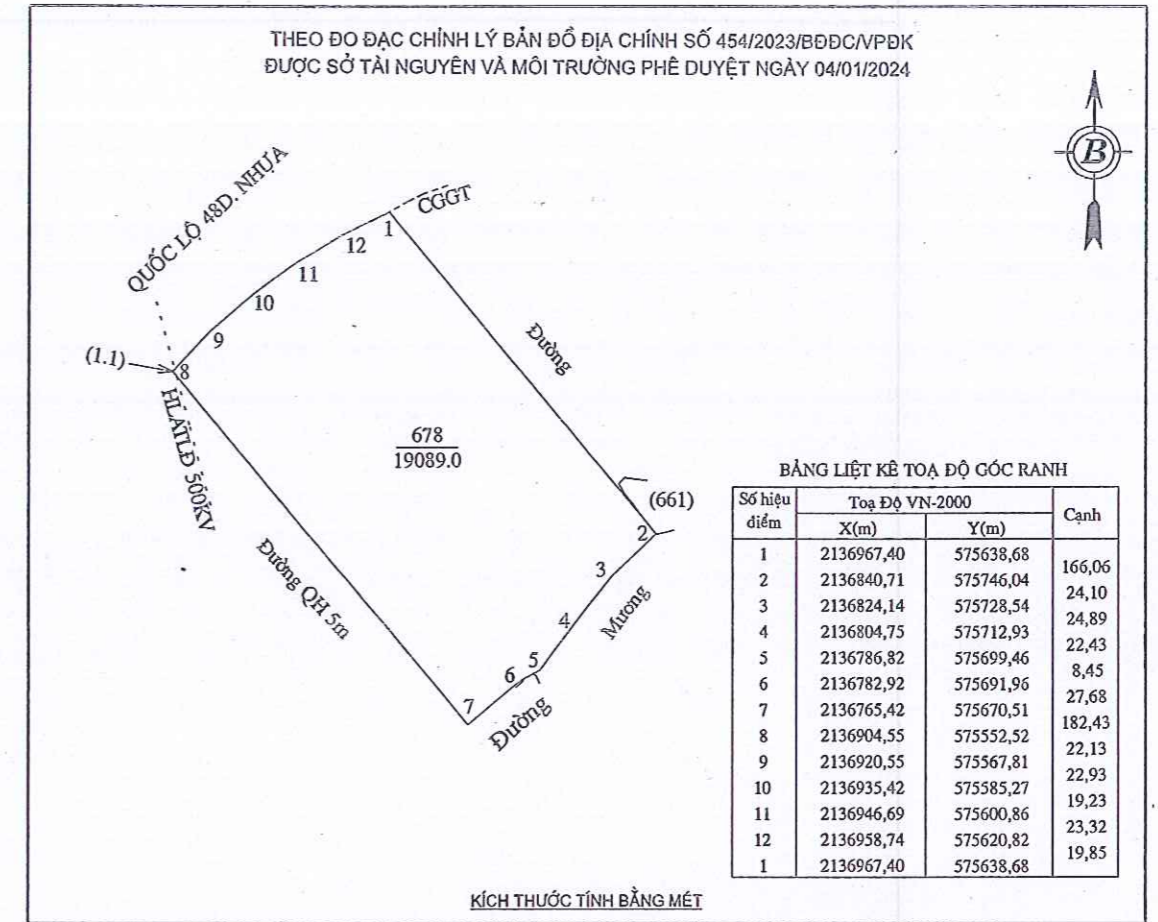 THEO ĐO ĐẠC CHỈNH LÝ BẢN ĐỒ ĐỊA CHÍNH SỐ 454/2023/BĐĐC/VPĐK
ĐƯỢC SỞ TÀI NGUYÊN VÀ MÔI TRƯỜNG PHÊ DUYỆT NGÀY 04/01/2024
B
QUỐC LỘ 48D. NHỰA
CGGT
1
12
11
10
9
(1.1)
8
HLATLĐ 500KV
Đường
678
19089.0
(661)
2
3
Mương
4
5
6
7
Đường
Đường QH 5m
BẢNG LIỆT KÊ TOẠ ĐỘ GÓC RANH
Số hiệu điểm Toạ Độ VN-2000 Cạnh
X(m) Y(m)
1 2136967,40 575638,68
166,06
2 2136840,71 575746,04
24,10
3 2136824,14 575728,54
24,89
4 2136804,75 575712,93
22,43
5 2136786,82 575699,46
8,45
6 2136782,92 575691,96
27,68
7 2136765,42 575670,51
182,43
8 2136904,55 575552,52
22,13
9 2136920,55 575567,81
22,93
10 2136935,42 575585,27
19,23
11 2136946,69 575600,86
23,32
12 2136958,74 575620,82
19,85
1 2136967,40 575638,68
KÍCH THƯỚC TÍNH BẰNG MÉT